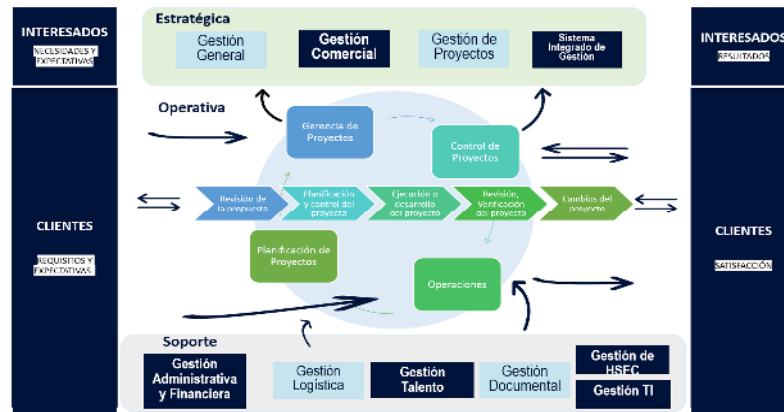 INTERESADOS
NECESIDADES Y
EXPECTATIVAS
Estratégica
Gestión
General
Gestión
Comercial
Gestión de
Proyectos
Sistema
Integrado de
Gestión
INTERESADOS
RESULTADOS
CLIENTES
REQUISITOS Y
EXPECTATIVAS
Operativa
Gerencia de
Proyectos
Control de
Proyectos
Revisión de
la propuesta
Planificación
y control del
proyecto
Ejecución o
desarrollo
del proyecto
Revisión,
Verificación
del proyecto
Cambios del
proyecto
Planificación de
Proyectos
Operaciones
CLIENTES
SATISFACCIÓN
Soporte
Gestión
Administrativa
y Financiera
Gestión
Logística
Gestión
Talento
Gestión
Documental
Gestión de
HSEC
Gestión TI